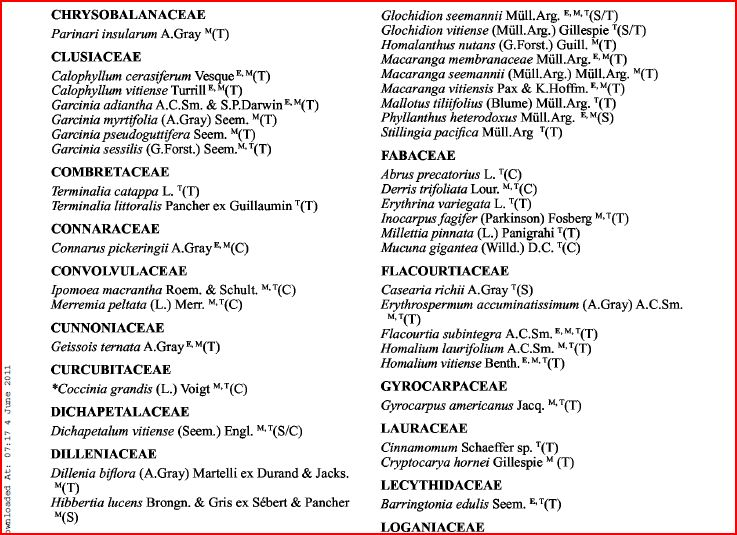 CHRYSOBALANACEAE
Parinari insularum A.Gray M(T)
CLUSIACEAE
Calophyllum cerasiferum Vesque E, M(T)
Calophyllum vitiense Turrill E, M(T)
Garcinia adiantha A.C.Sm. & S.P.Darwin E, M(T)
Garcinia myrtifolia (A.Gray) Seem. M(T)
Garcinia pseudoguttifera Seem. M(T)
Garcinia sessilis (G.Forst.) Seem. M, T(T)
COMBRETACEAE
Terminalia catappa L. T(T)
Terminalia littoralis Pancher ex Guillaumin T(T)
CONNARACEAE
Connarus pickeringii A.Gray E, M(C)
CONVOLVULACEAE
Ipomoea macrantha Roem. & Schult. M, T(C)
Merremia peltata (L.) Merr. M, T(C)
CUNNONIACEAE
Geissois ternata A.Gray E, M(T)
CURCUBITACEAE
*Coccinia grandis (L.) Voigt M, T(C)
DICHAPETALACEAE
Dichapetalum vitiense (Seem.) Engl. M, T(S/C)
DILLENIACEAE
Dillenia biflora (A.Gray) Martelli ex Durand & Jacks.
M(T)
Hibbertia lucens Brongn. & Gris ex Sébert & Pancher
M(S)
Glochidion seemannii Müll.Arg. E, M, T(S/T)
Glochidion vitiense (Müll.Arg.) Gillespie T(S/T)
Homalanthus nutans (G.Forst.) Guill. M(T)
Macaranga membranaceae Müll.Arg. E, M(T)
Macaranga seemannii (Müll.Arg.) Müll.Arg. M(T)
Macaranga vitiensis Pax & K.Hoffm. E, M(T)
Mallotus tiliifolius (Blume) Müll.Arg. T(T)
Phyllanthus heterodoxus Müll.Arg. E, M(S)
Stillingia pacifica Müll.Arg T(T)
FABACEAE
Abrus precatorius L. T(C)
Derris trifoliata Lour. M, T(C)
Erythrina variegata L. T(T)
Inocarpus fagifer (Parkinson) Fosberg M, T(T)
Millettia pinnata (L.) Panigrahi T(T)
Mucuna gigantea (Willd.) D.C. T(C)
FLACOURTIACEAE
Casearia richii A.Gray T(S)
Erythrospermum accuminatissimum (A.Gray) A.C.Sm.
M, T(T)
Flacourtia subintegra A.C.Sm. E, M, T(T)
Homalium laurifolium A.C.Sm. M, T(T)
Homalium vitiense Benth. E, M, T(T)
GYROCARPACEAE
Gyrocarpus americanus Jacq. M, T(T)
LAURACEAE
Cinnamomum Schaeffer sp. T(T)
Cryptocarya hornei Gillespie M (T)
LECYTHIDACEAE
Barringtonia edulis Seem. E, T(T)
LOGANIACEAE
ownloaded At: 07:17 4 June 2011